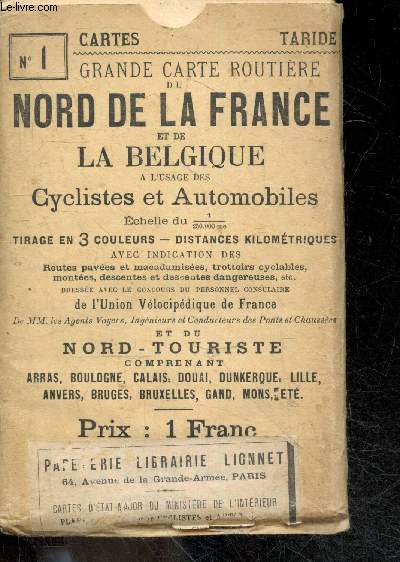 www.le-livre.com
CARTES TARIDE
N° 1
GRANDE CARTE ROUTIÈRE
DU
NORD DE LA FRANCE
ET DE
LA BELGIQUE
A L'USAGE DES
Cyclistes et Automobiles
Échelle du 1
TIRAGE EN 3 COULEURS — DISTANCES KILOMÉTRIQUES
AVEC INDICATION DES
Routes pavées et macadamisées, trottoirs cyclables,
montées, descentes et descentes dangereuses, etc.
DRESSÉE AVEC LE CONCOURS DU PERSONNEL CONSULAIRE
de l'Union Vélocipédique de France
De MM. les Agents Voyers, Ingénieurs et Conducteurs des Ponts et Chaussées
ET DU
NORD-TOURISTE
COMPRENANT
ARRAS, BOULOGNE, CALAIS, DOUAI, DUNKERQUE, LILLE,
ANVERS, BRUGES, BRUXELLES, GAND, MONS, ETC.
Prix : 1 Franc
PAPETERIE LIBRAIRIE LIONNET
64, Avenue de la Grande-Armée, PARIS
CARTES D'ÉTAT-MAJOR DU MINISTÈRE DE L'INTÉRIEUR
CYCLISTES et